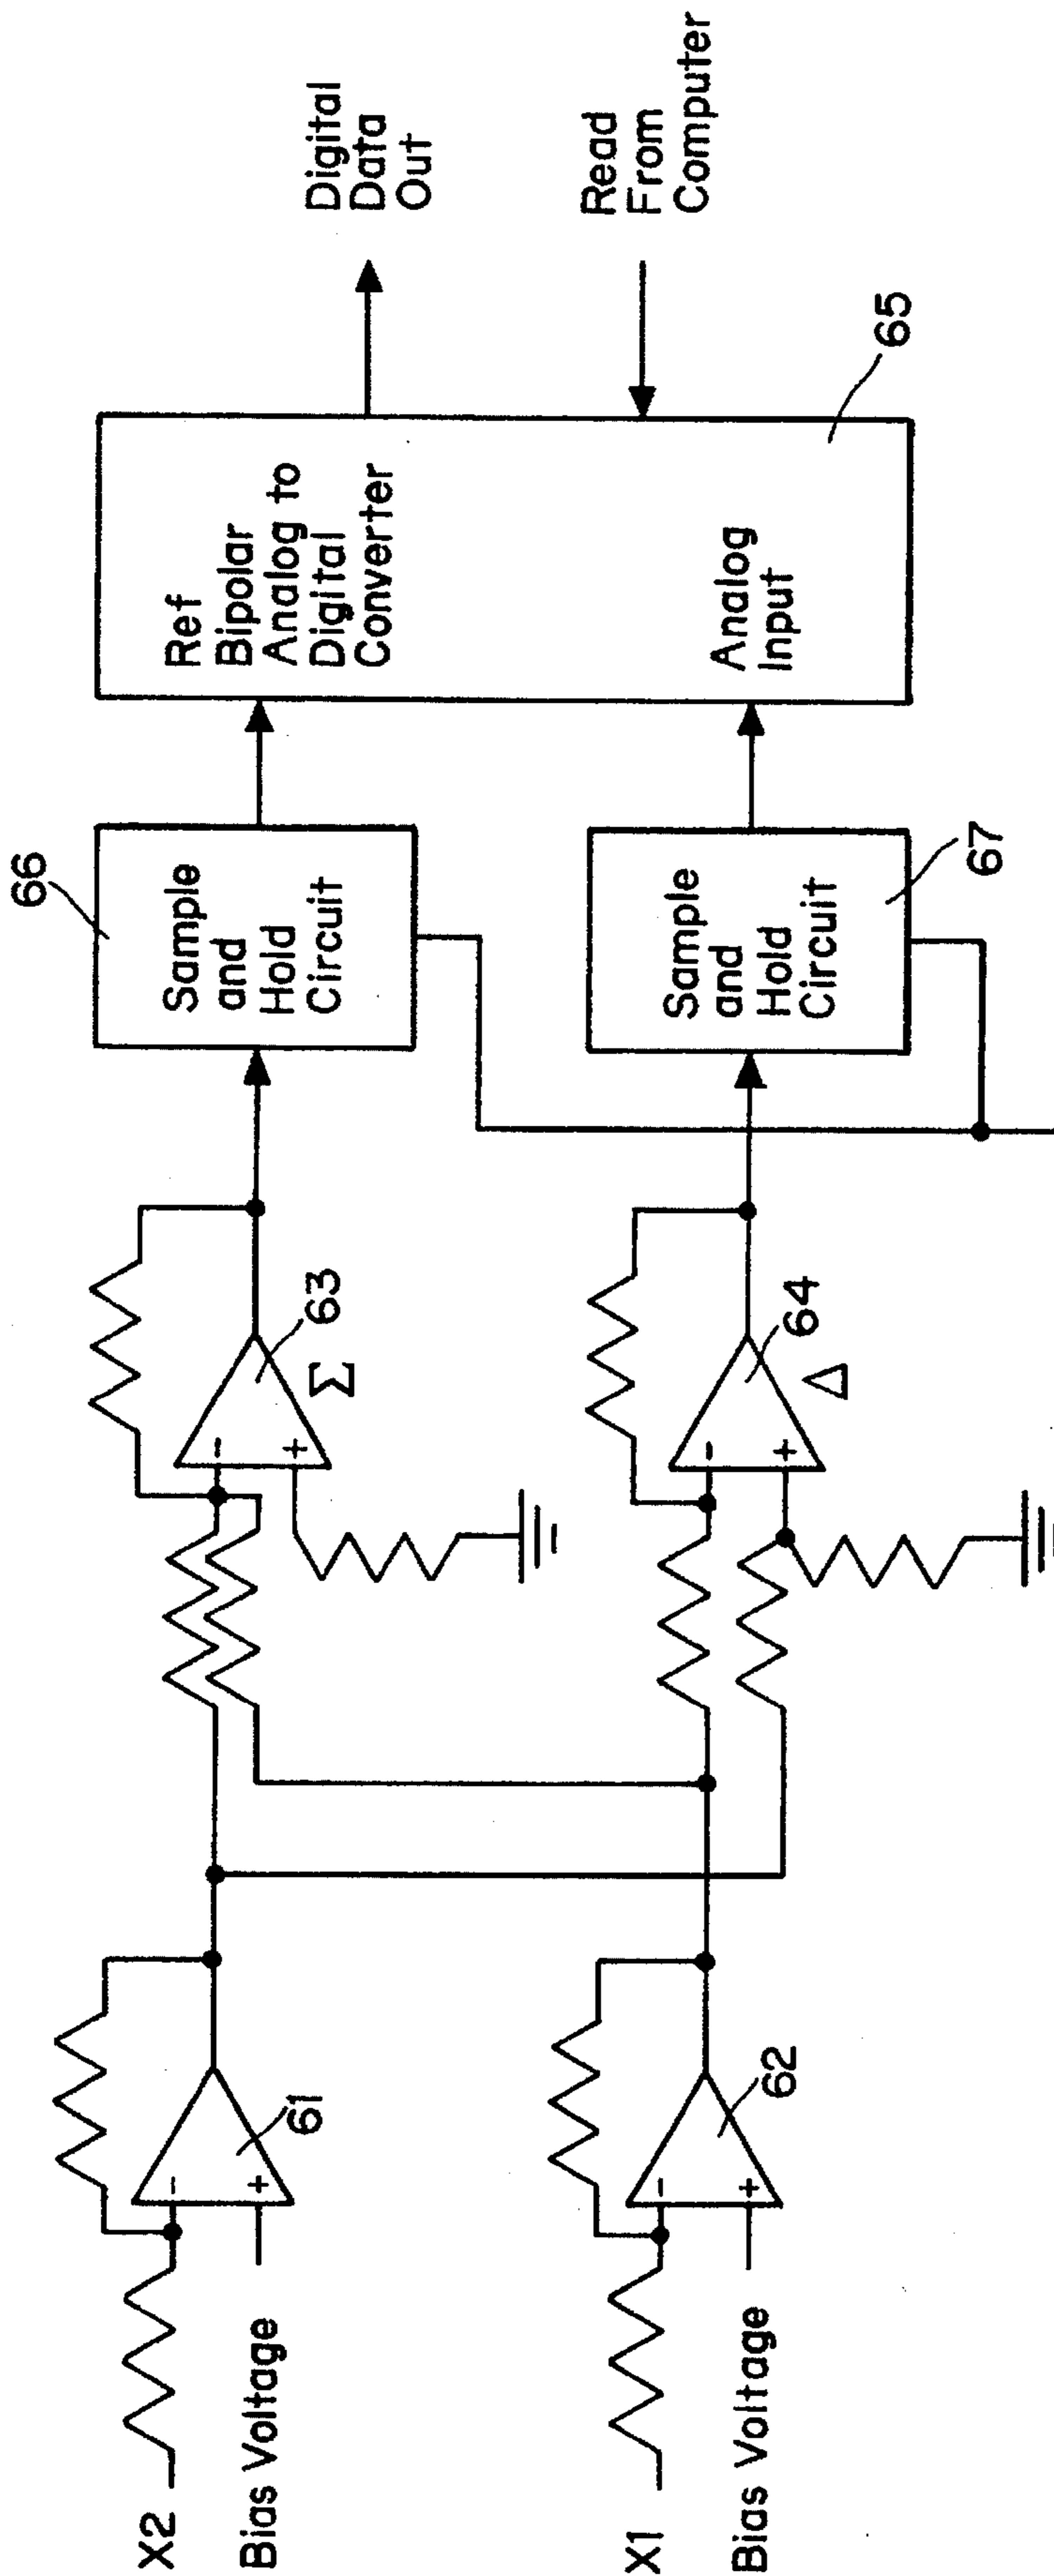 X2
-
+
Bias Voltage
61
-
+
63
Σ
66
Sample
and
Hold
Circuit
Ref
Bipolar
Analog to
Digital
Converter
Digital
Data
Out
X1
-
+
Bias Voltage
62
-
+
64
Δ
Sample
and
Hold
Circuit
67
Analog
Input
65
Read
From
Computer